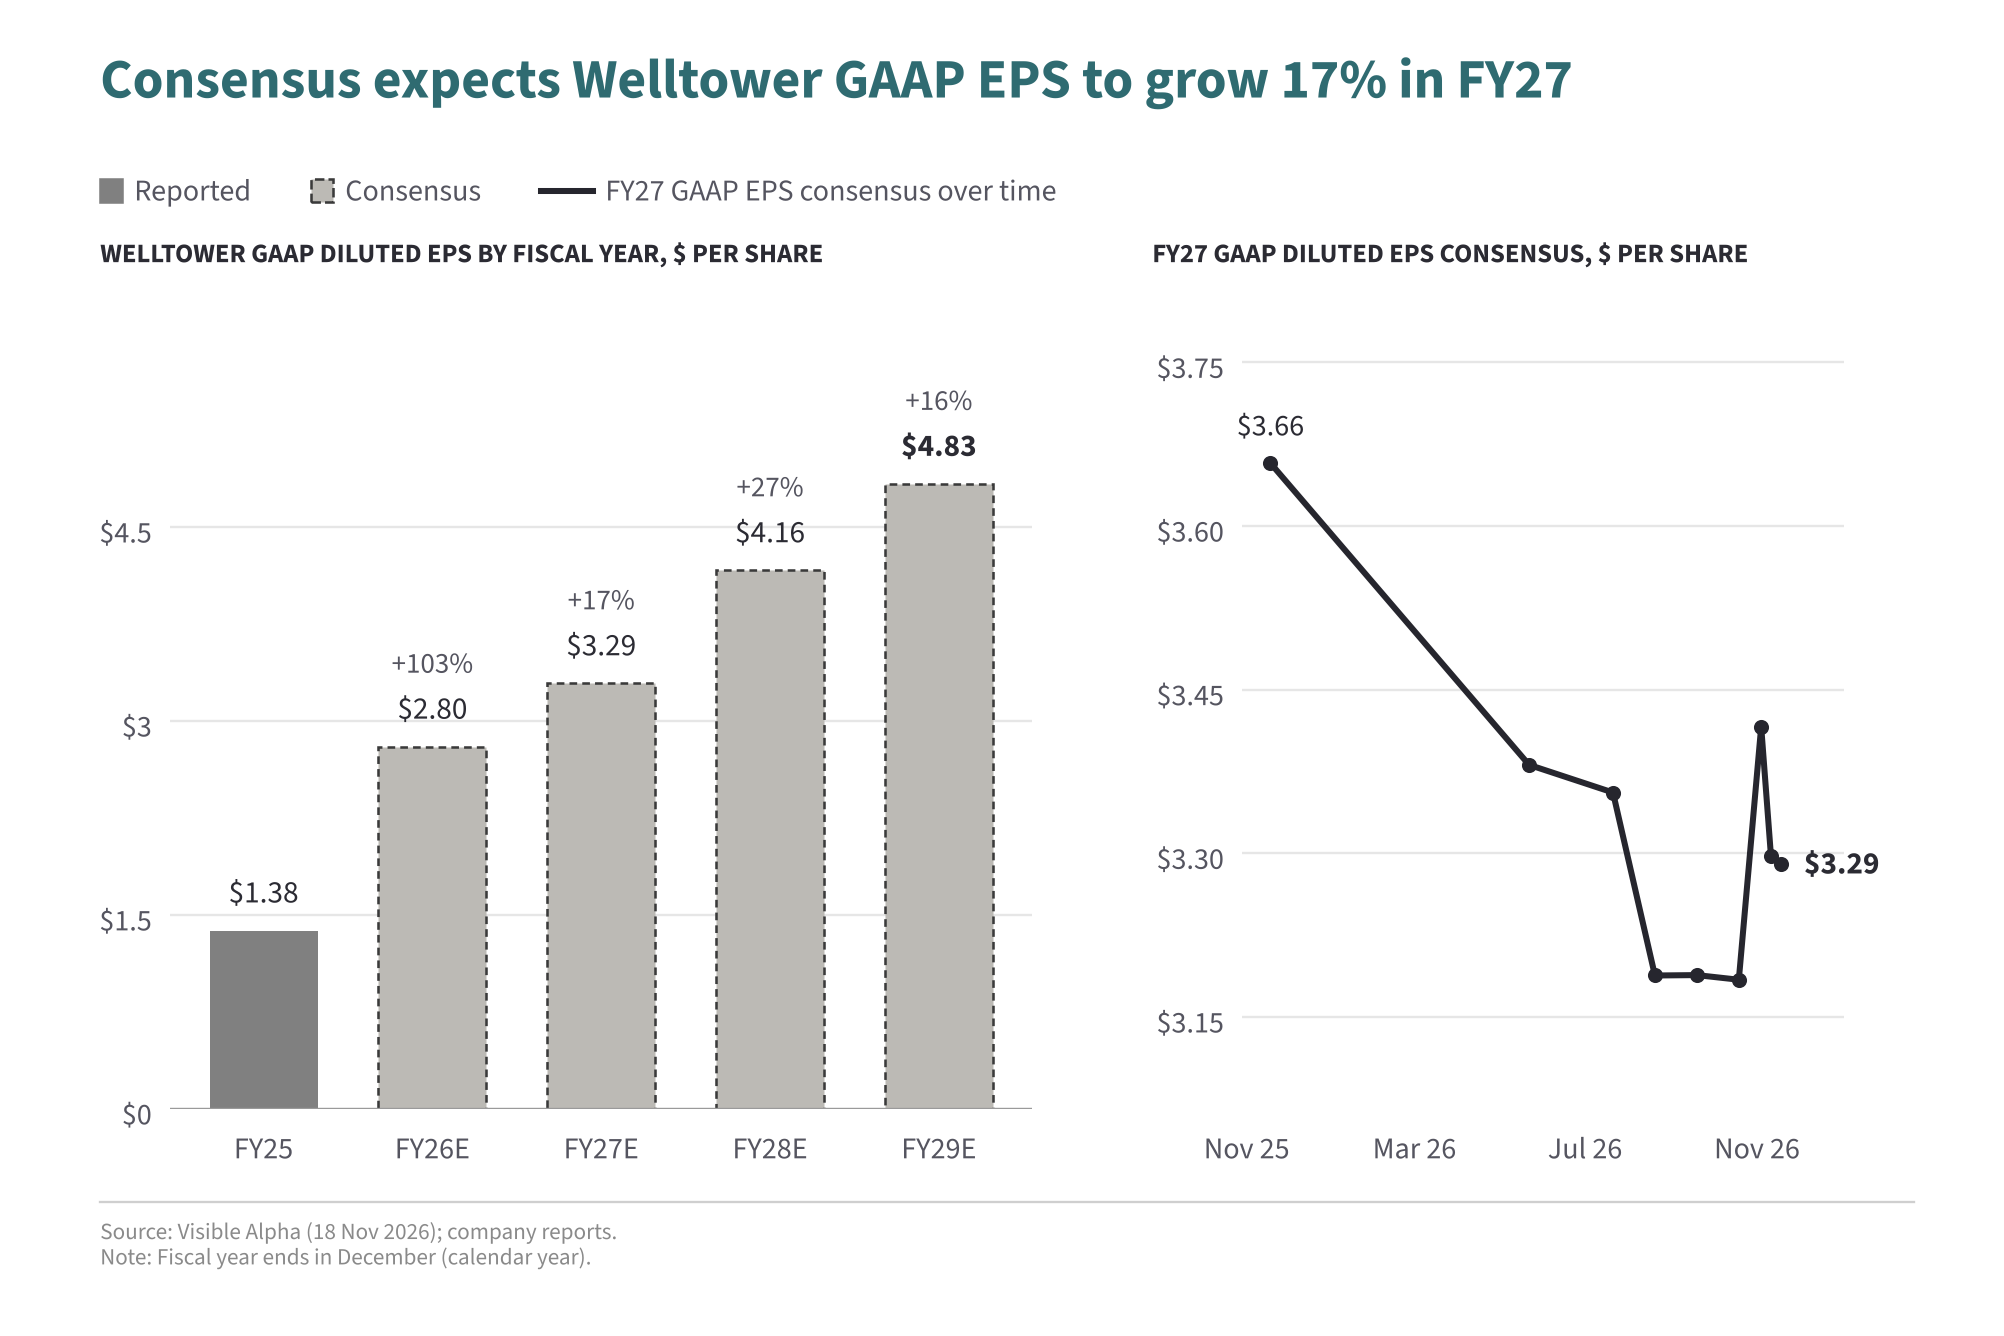 Consensus expects Welltower GAAP EPS to grow 17% in FY27
Reported
Consensus
FY27 GAAP EPS consensus over time
WELLTOWER GAAP DILUTED EPS BY FISCAL YEAR, $ PER SHARE
+16%
$4.83
+27%
$4.5
$4.16
+17%
$3.29
+103%
$2.80
$3
$1.38
$1.5
$0
FY25
FY26E
FY27E
FY28E
FY29E
FY27 GAAP DILUTED EPS CONSENSUS, $ PER SHARE
$3.75
$3.66
$3.60
$3.45
$3.30
$3.29
$3.15
Nov 25
Mar 26
Jul 26
Nov 26
Source: Visible Alpha (18 Nov 2026); company reports.
Note: Fiscal year ends in December (calendar year).